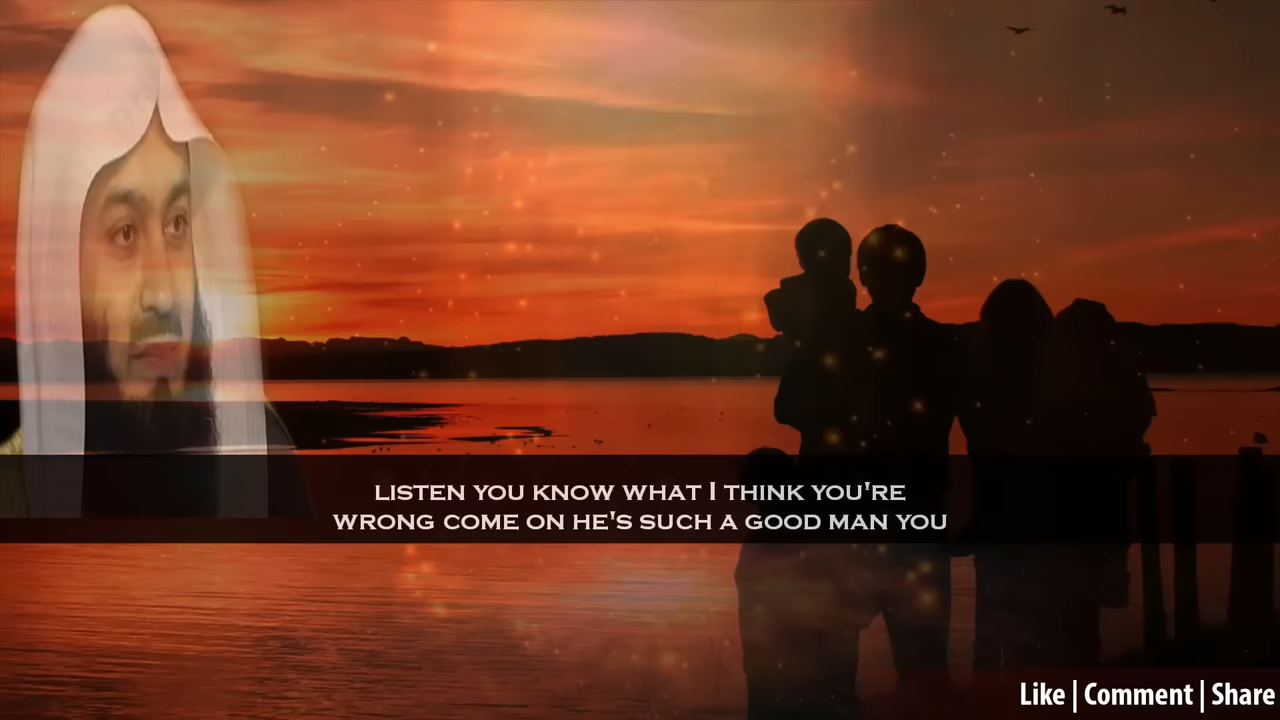 LISTEN YOU KNOW WHAT I THINK YOU'RE
WRONG COME ON HE'S SUCH A GOOD MAN YOU
Like | Comment | Share